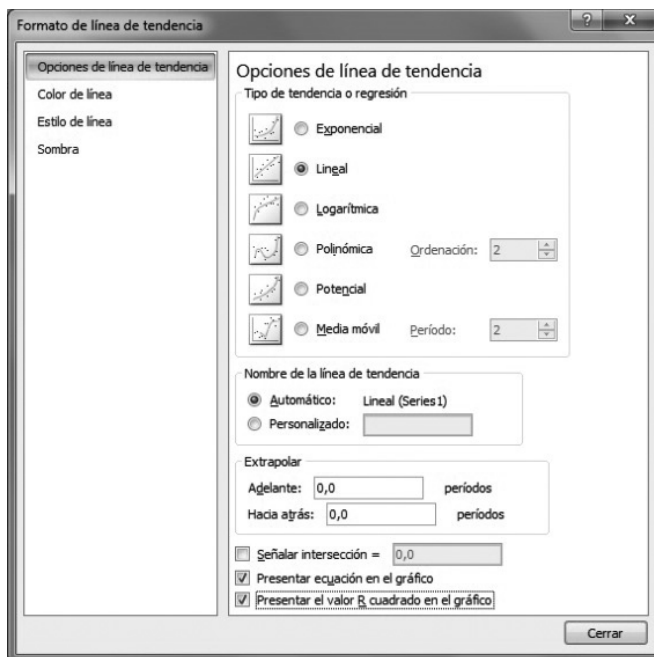 Formato de línea de tendencia
Opciones de línea de tendencia
Color de línea
Estilo de línea
Sombra
Opciones de línea de tendencia
Tipo de tendencia o regresión
Exponencial
Lineal
Logarítmica
Polinómica Ordenación: 2
Potencial
Media móvil Período: 2
Nombre de la línea de tendencia
Automático: Lineal (Series1)
Personalizado:
Extrapolar
Adelante: 0,0 períodos
Hacia atrás: 0,0 períodos
Señalar intersección = 0,0
Presentar ecuación en el gráfico
Presentar el valor R cuadrado en el gráfico
Cerrar